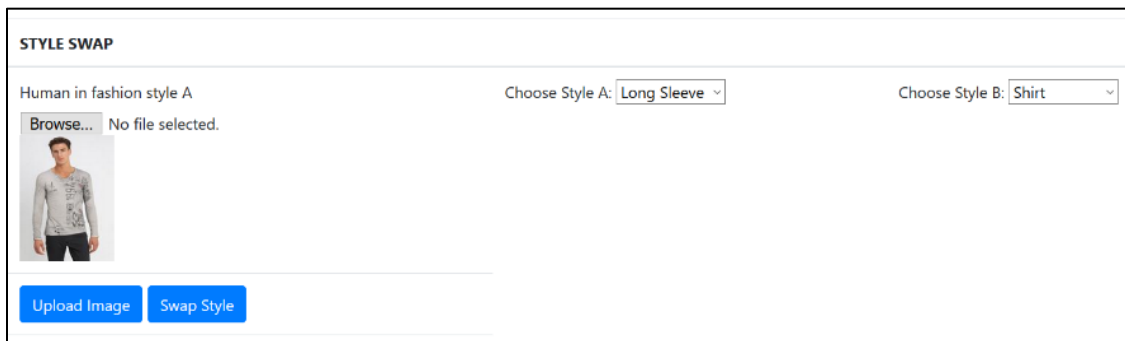 STYLE SWAP
Human in fashion style A
Choose Style A: Long Sleeve
Choose Style B: Shirt
Browse... No file selected.
Upload Image
Swap Style